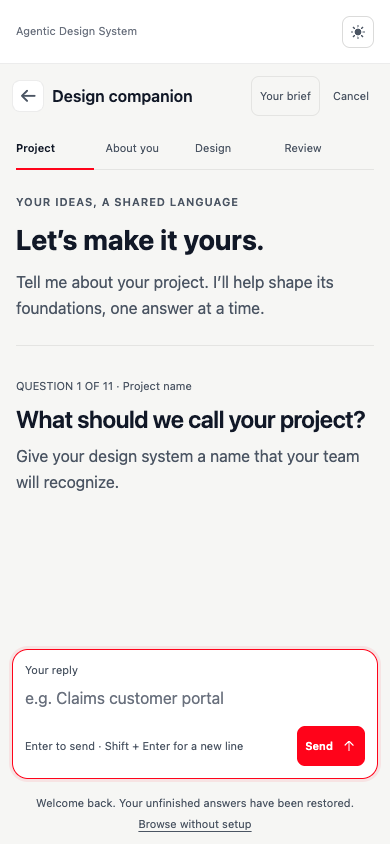 Agentic Design System
Design companion
Your brief
Cancel
Project
About you
Design
Review
YOUR IDEAS, A SHARED LANGUAGE
Let’s make it yours.
Tell me about your project. I’ll help shape its
foundations, one answer at a time.
QUESTION 1 OF 11 · Project name
What should we call your project?
Give your design system a name that your team
will recognize.
Your reply
e.g. Claims customer portal
Enter to send · Shift + Enter for a new line
Send
Welcome back. Your unfinished answers have been restored.
Browse without setup